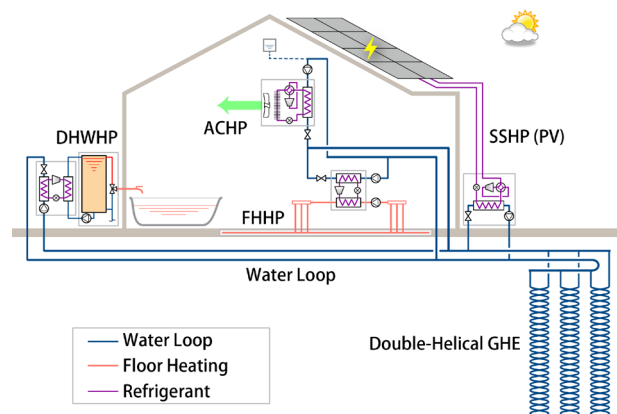 DHWHP
ACHP
SSHP (PV)
FHHP
Water Loop
Double-Helical GHE
Water Loop
Floor Heating
Refrigerant